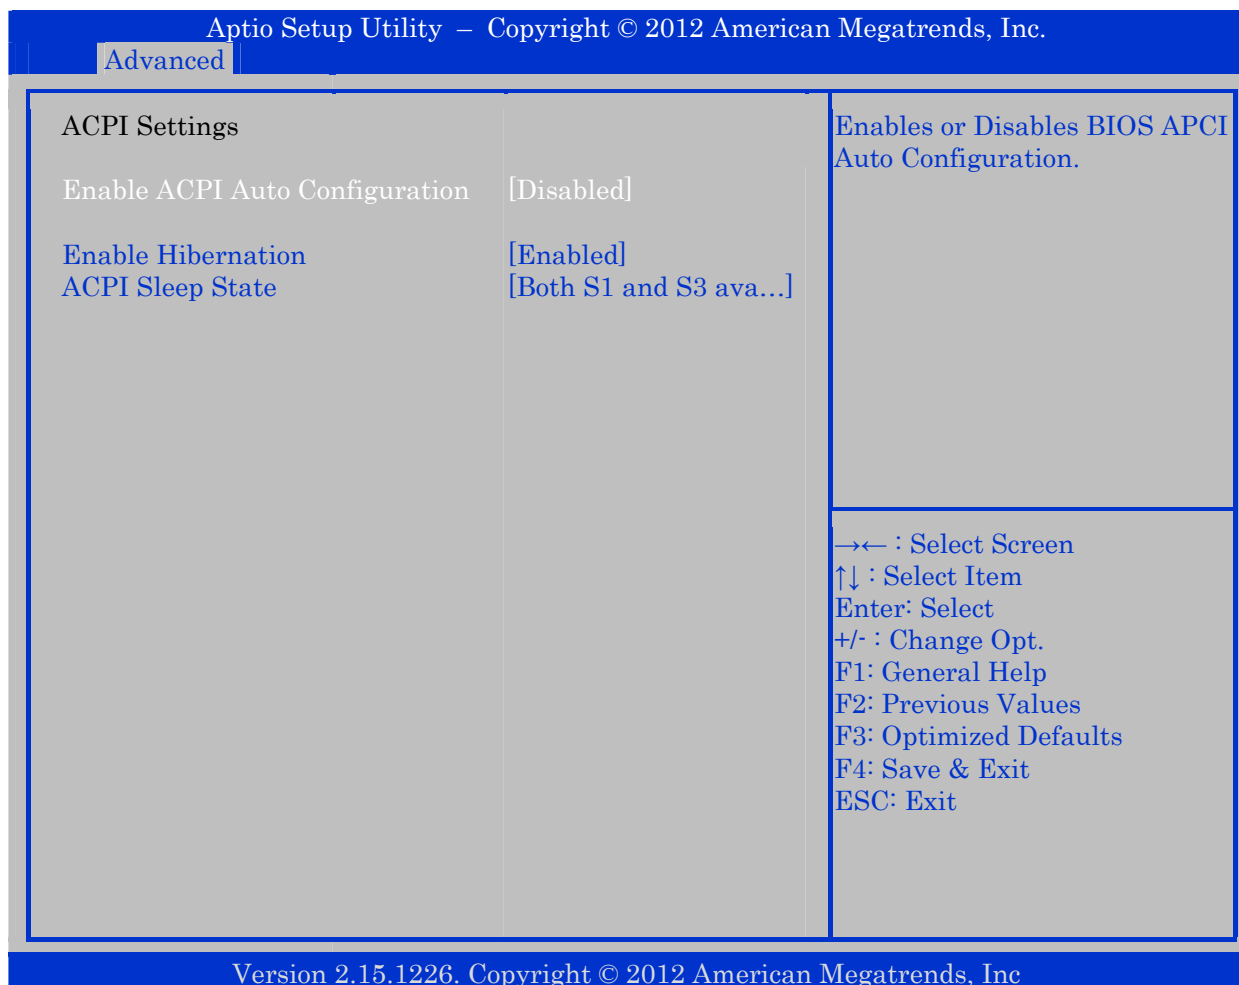 Aptio Setup Utility – Copyright © 2012 American Megatrends, Inc.
Advanced
ACPI Settings
Enable ACPI Auto Configuration [Disabled]
Enable Hibernation [Enabled]
ACPI Sleep State [Both S1 and S3 ava…]
Enables or Disables BIOS APCI
Auto Configuration.
→← : Select Screen
↑↓ : Select Item
Enter: Select
+/- : Change Opt.
F1: General Help
F2: Previous Values
F3: Optimized Defaults
F4: Save & Exit
ESC: Exit
Version 2.15.1226. Copyright © 2012 American Megatrends, Inc